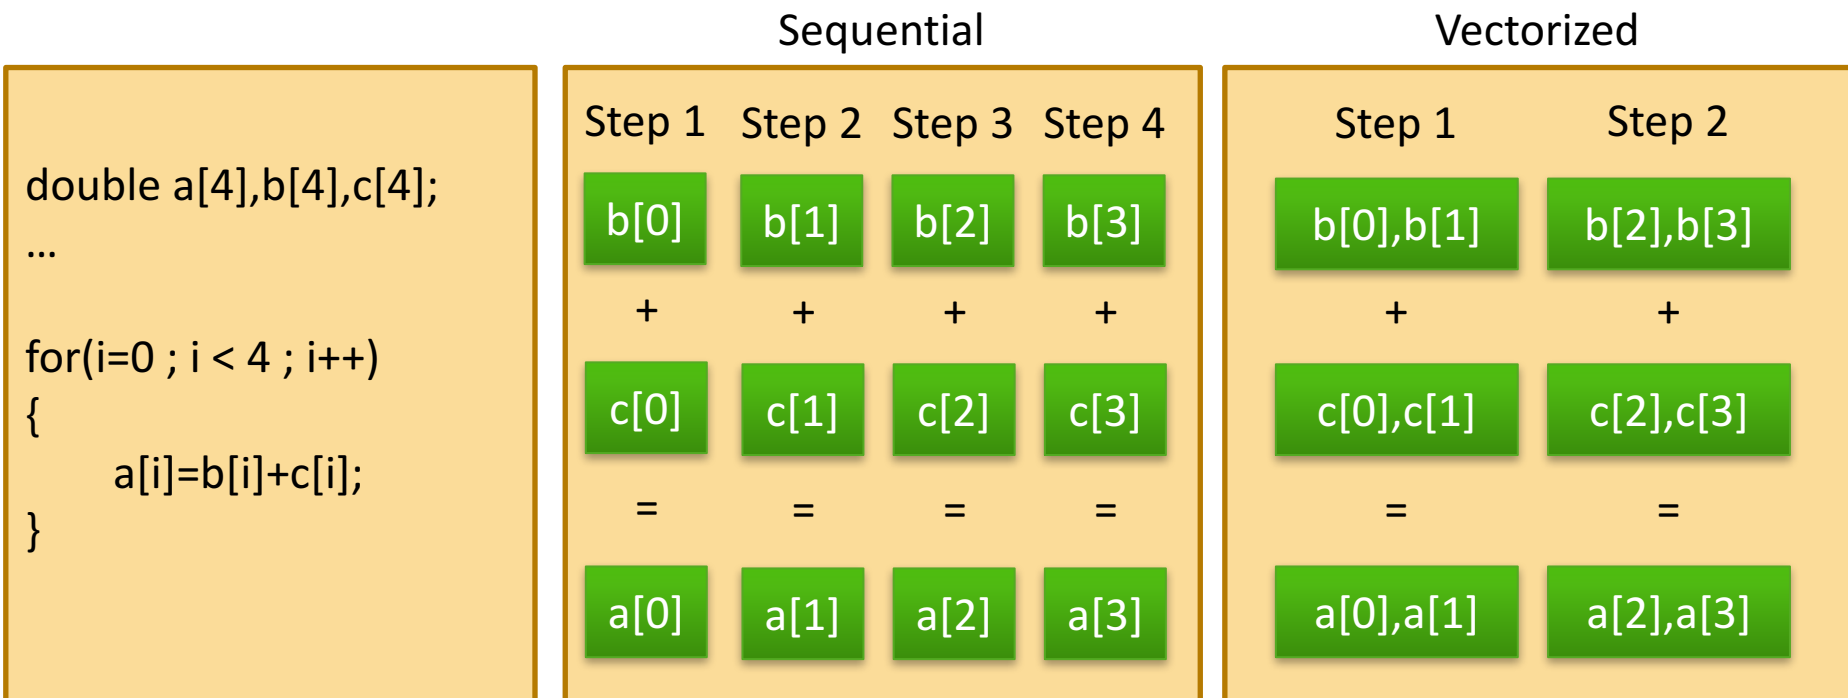 Sequential
Vectorized
double a[4],b[4],c[4];
...
for(i=0 ; i < 4 ; i++)
{
a[i]=b[i]+c[i];
}
Step 1 Step 2 Step 3 Step 4
b[0] b[1] b[2] b[3]
+ + + +
c[0] c[1] c[2] c[3]
= = = =
a[0] a[1] a[2] a[3]
Step 1 Step 2
b[0],b[1] b[2],b[3]
+ +
c[0],c[1] c[2],c[3]
= =
a[0],a[1] a[2],a[3]